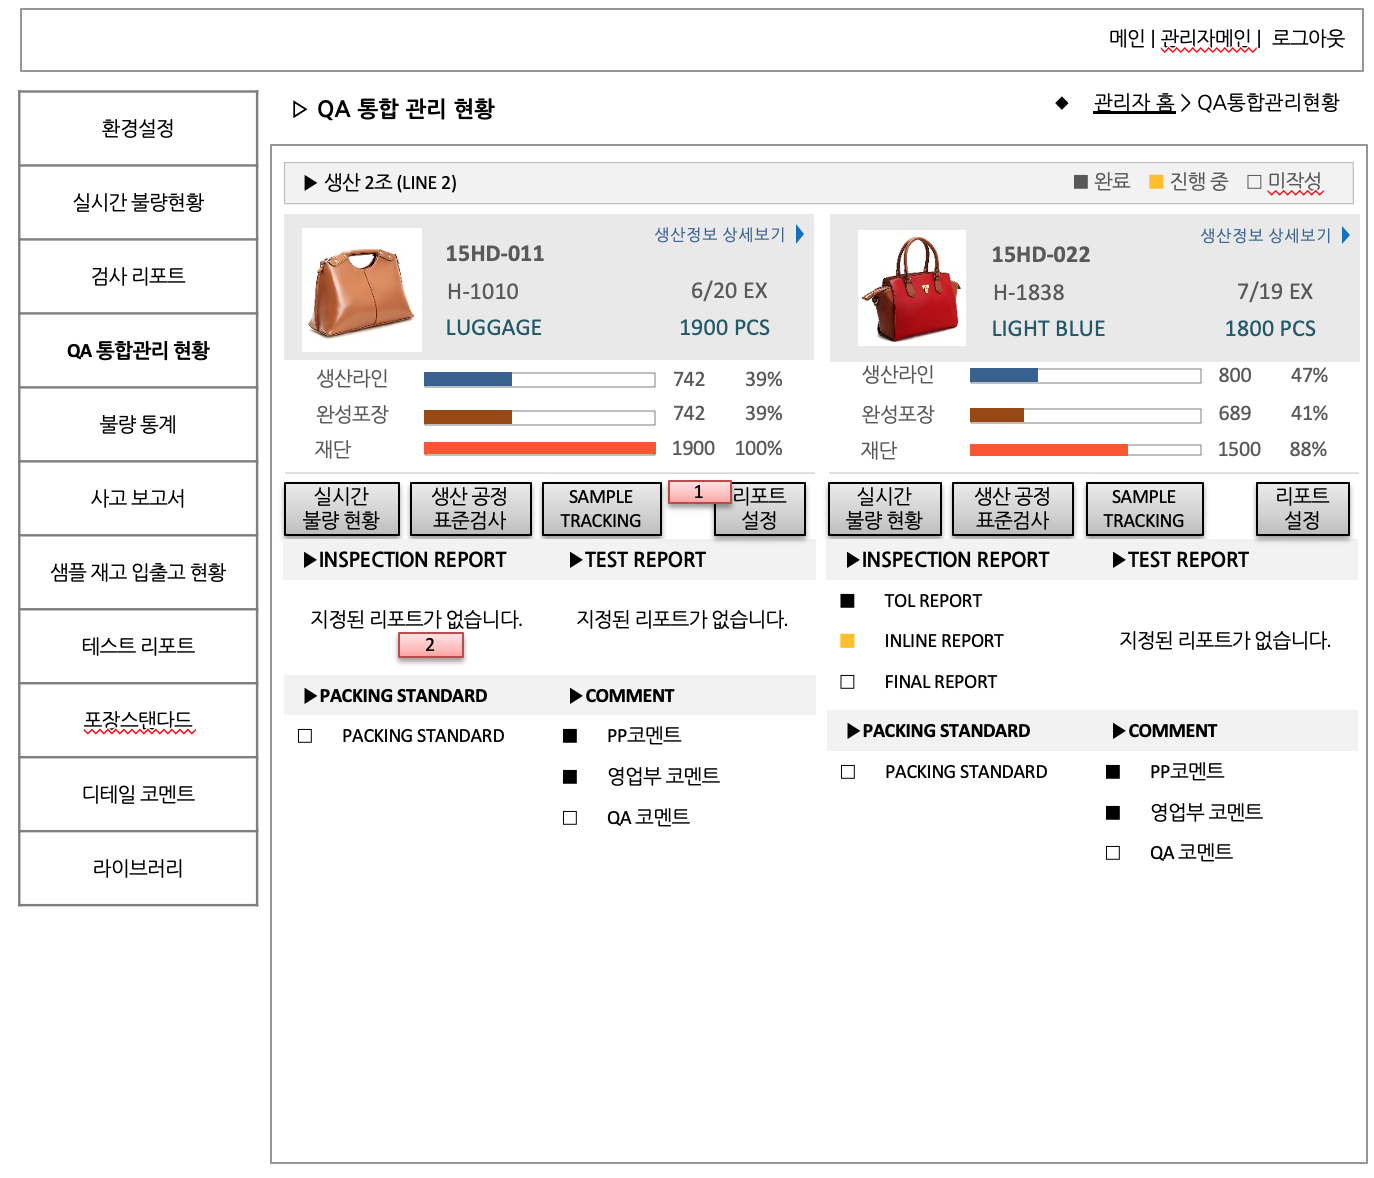 메인 | 관리자메인 | 로그아웃
▷ QA 통합 관리 현황
◆ 관리자 홈 > QA통합관리현황
환경설정
실시간 불량현황
검사 리포트
QA 통합관리 현황
불량 통계
사고 보고서
샘플 재고 입출고 현황
테스트 리포트
포장스탠다드
디테일 코멘트
라이브러리
▶ 생산 2조 (LINE 2)
■ 완료 ■ 진행 중 □ 미작성
생산정보 상세보기
15HD-011
H-1010 6/20 EX
LUGGAGE 1900 PCS
생산라인 742 39%
완성포장 742 39%
재단 1900 100%
실시간
불량 현황
생산 공정
표준검사
SAMPLE
TRACKING
1
리포트
설정
▶INSPECTION REPORT
지정된 리포트가 없습니다.
2
▶TEST REPORT
지정된 리포트가 없습니다.
▶PACKING STANDARD
□ PACKING STANDARD
▶COMMENT
■ PP코멘트
■ 영업부 코멘트
□ QA 코멘트
생산정보 상세보기
15HD-022
H-1838 7/19 EX
LIGHT BLUE 1800 PCS
생산라인 800 47%
완성포장 689 41%
재단 1500 88%
실시간
불량 현황
생산 공정
표준검사
SAMPLE
TRACKING
리포트
설정
▶INSPECTION REPORT
■ TOL REPORT
■ INLINE REPORT
□ FINAL REPORT
▶TEST REPORT
지정된 리포트가 없습니다.
▶PACKING STANDARD
□ PACKING STANDARD
▶COMMENT
■ PP코멘트
■ 영업부 코멘트
□ QA 코멘트